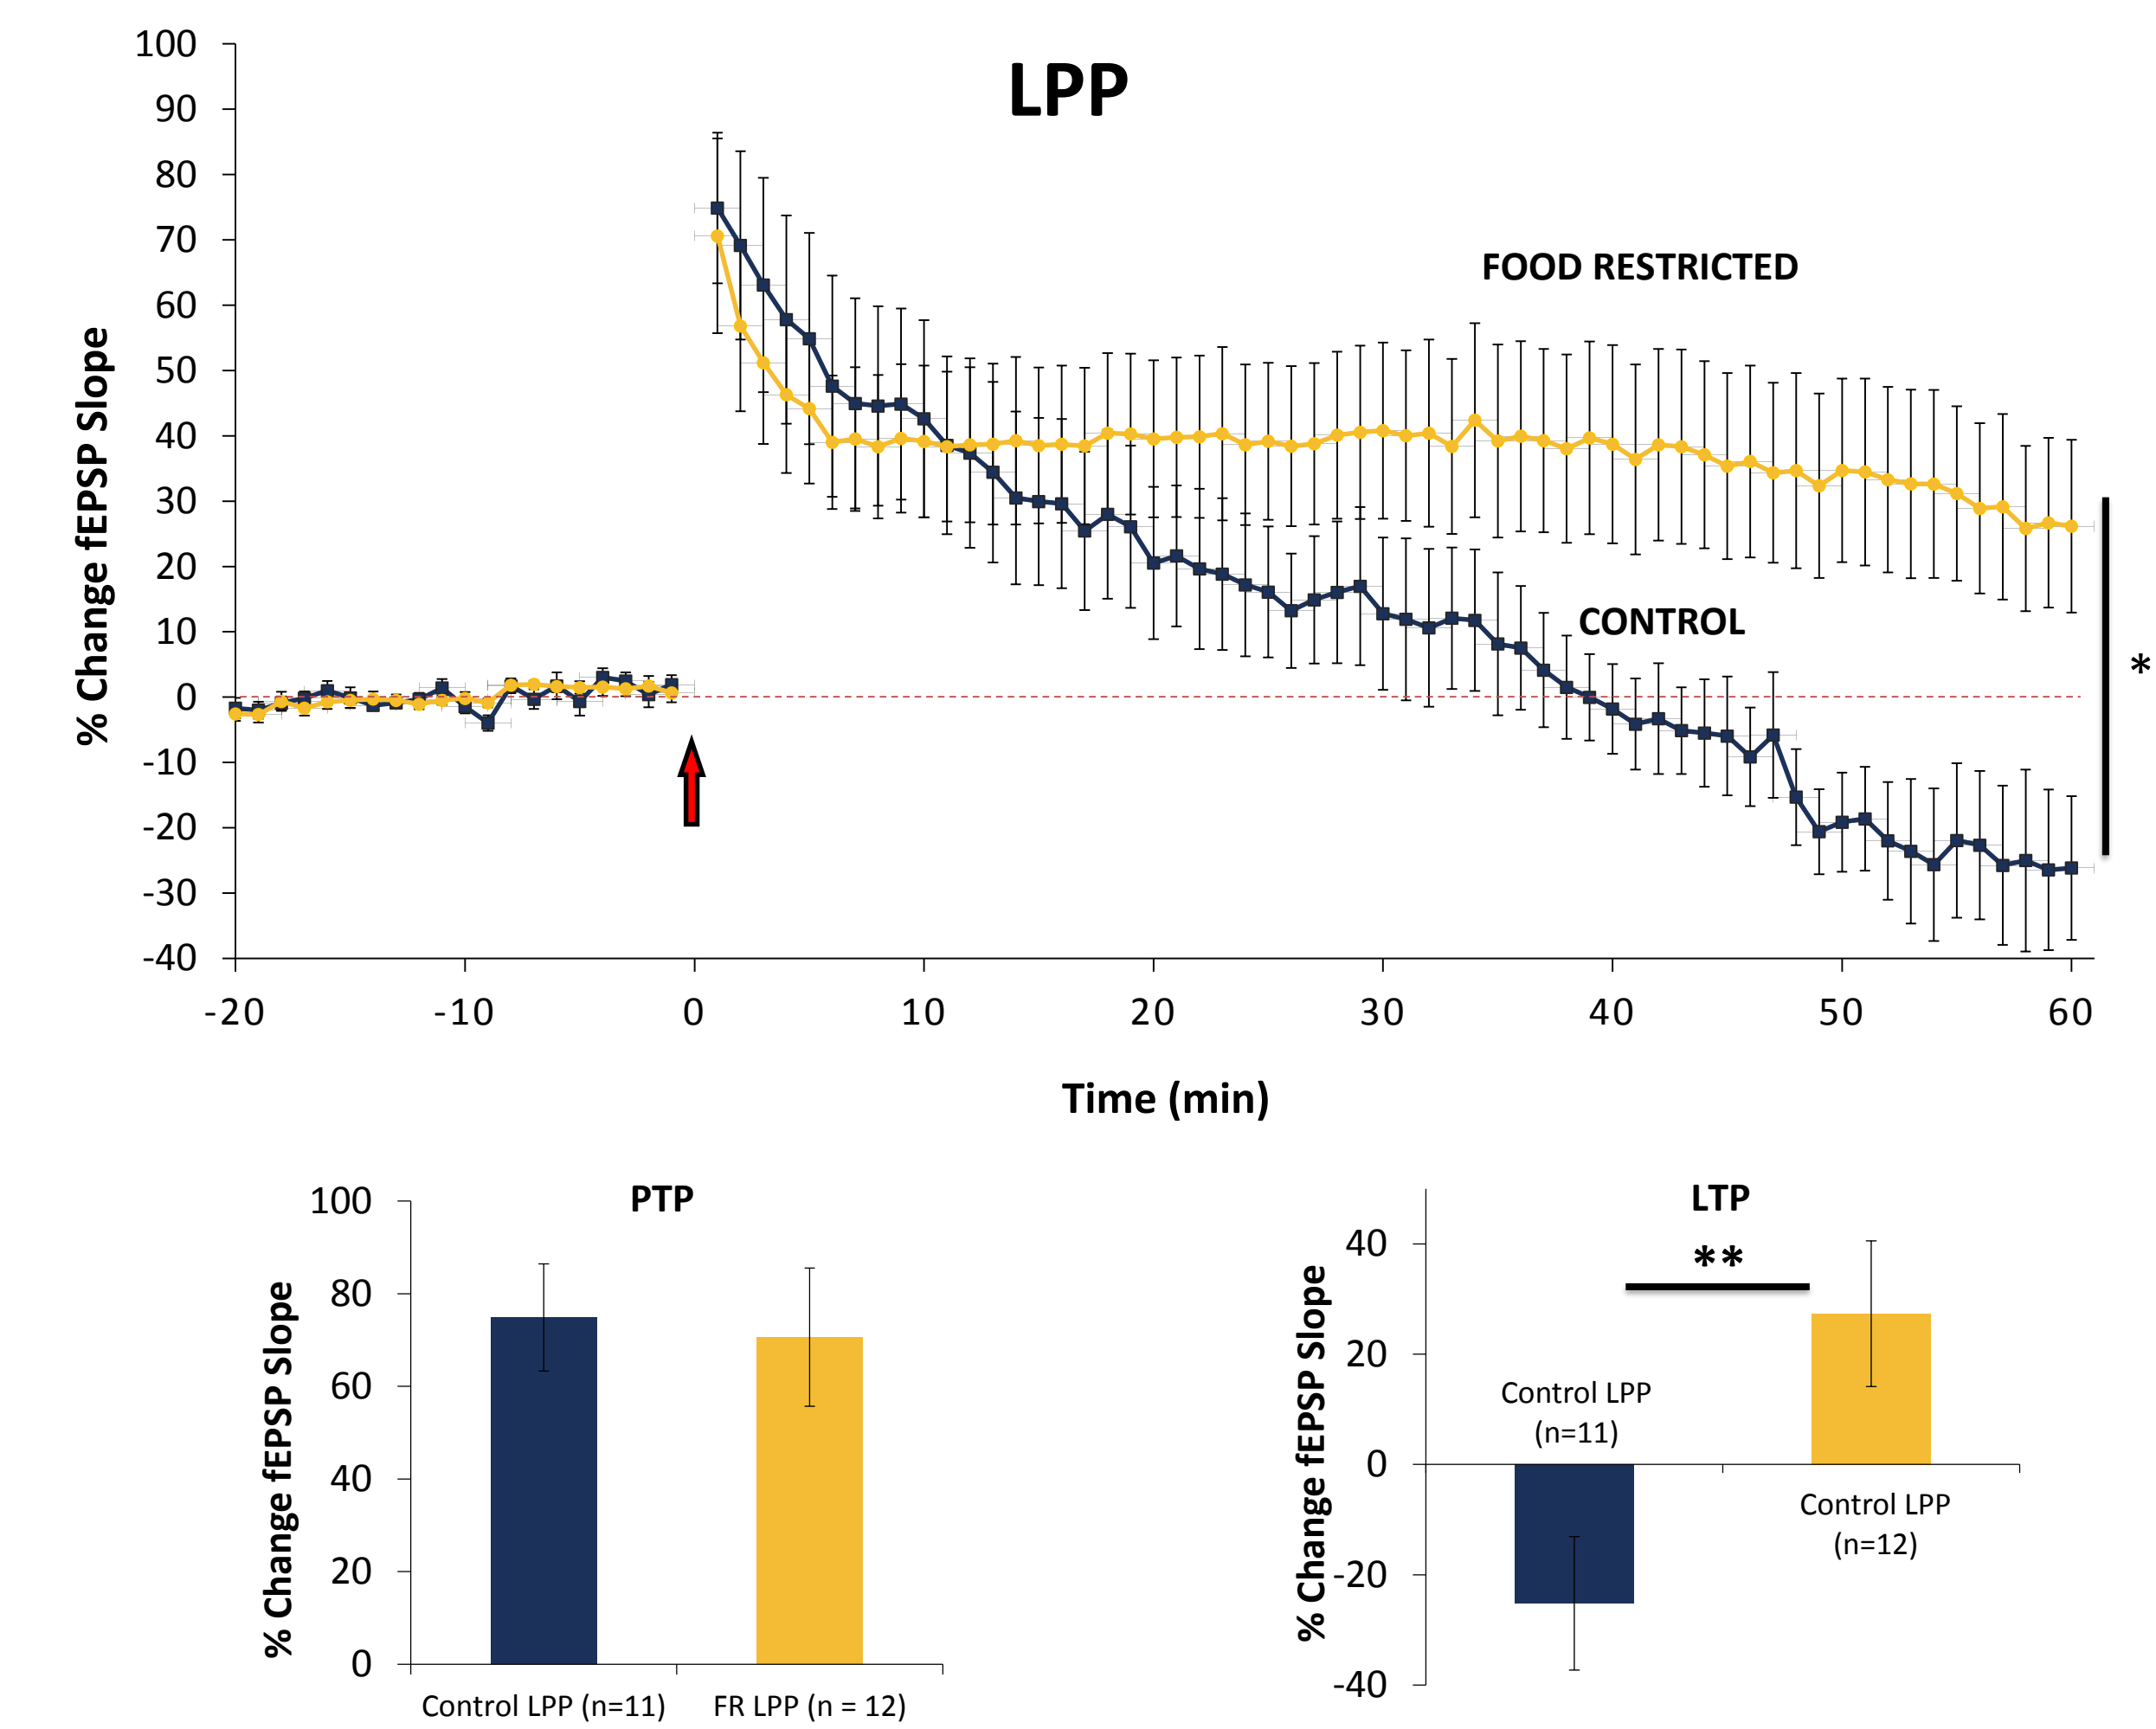 LPP
100
90
80
70
60
50
40
30
20
10
0
-10
-20
-30
-40
% Change fEPSP Slope
FOOD RESTRICTED
CONTROL
*
-20 -10 0 10 20 30 40 50 60
Time (min)
PTP
100
80
60
40
20
0
% Change fEPSP Slope
Control LPP (n=11) FR LPP (n = 12)
LTP
**
40
20
0
-20
-40
% Change fEPSP Slope
Control LPP
(n=11)
Control LPP
(n=12)